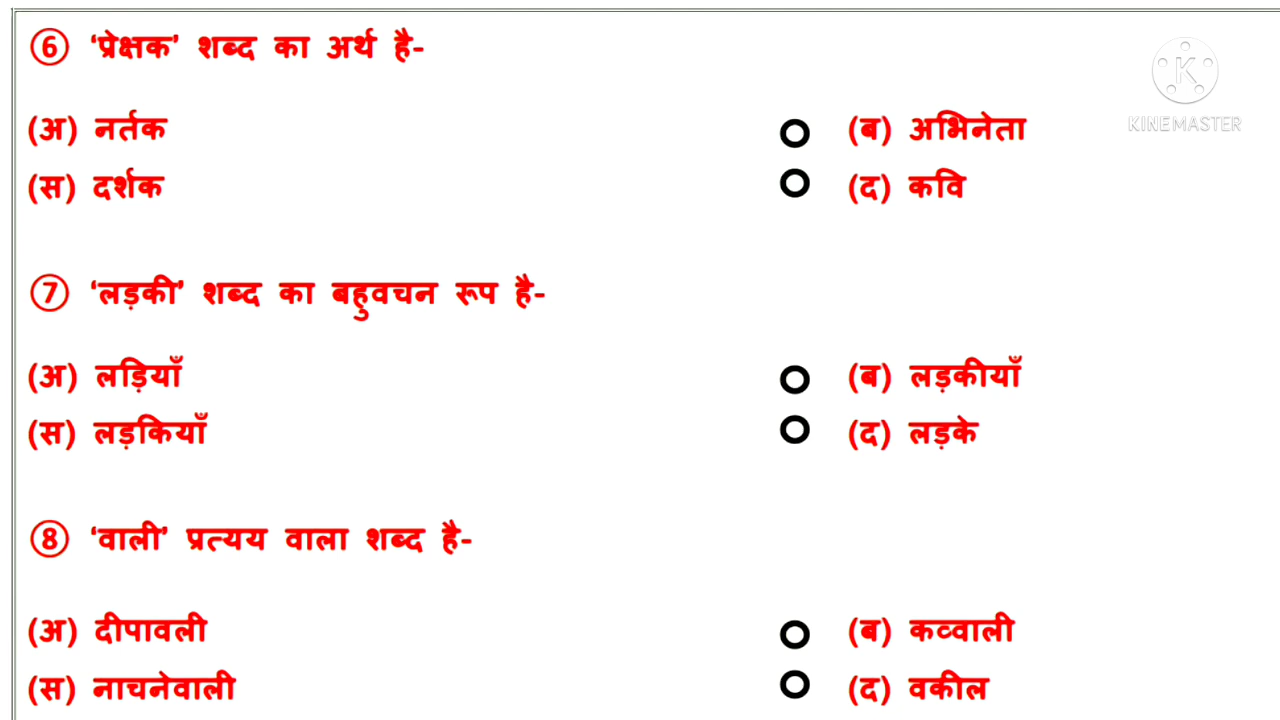 ⑥ ‘प्रेक्षक’ शब्द का अर्थ है-
KINEMASTER
(अ) नर्तक (ब) अभिनेता
(स) दर्शक (द) कवि
⑦ ‘लड़की’ शब्द का बहुवचन रूप है-
(अ) लड़ियाँ (ब) लड़कीयाँ
(स) लड़कियाँ (द) लड़के
⑧ ‘वाली’ प्रत्यय वाला शब्द है-
(अ) दीपावली (ब) कव्वाली
(स) नाचनेवाली (द) वकील